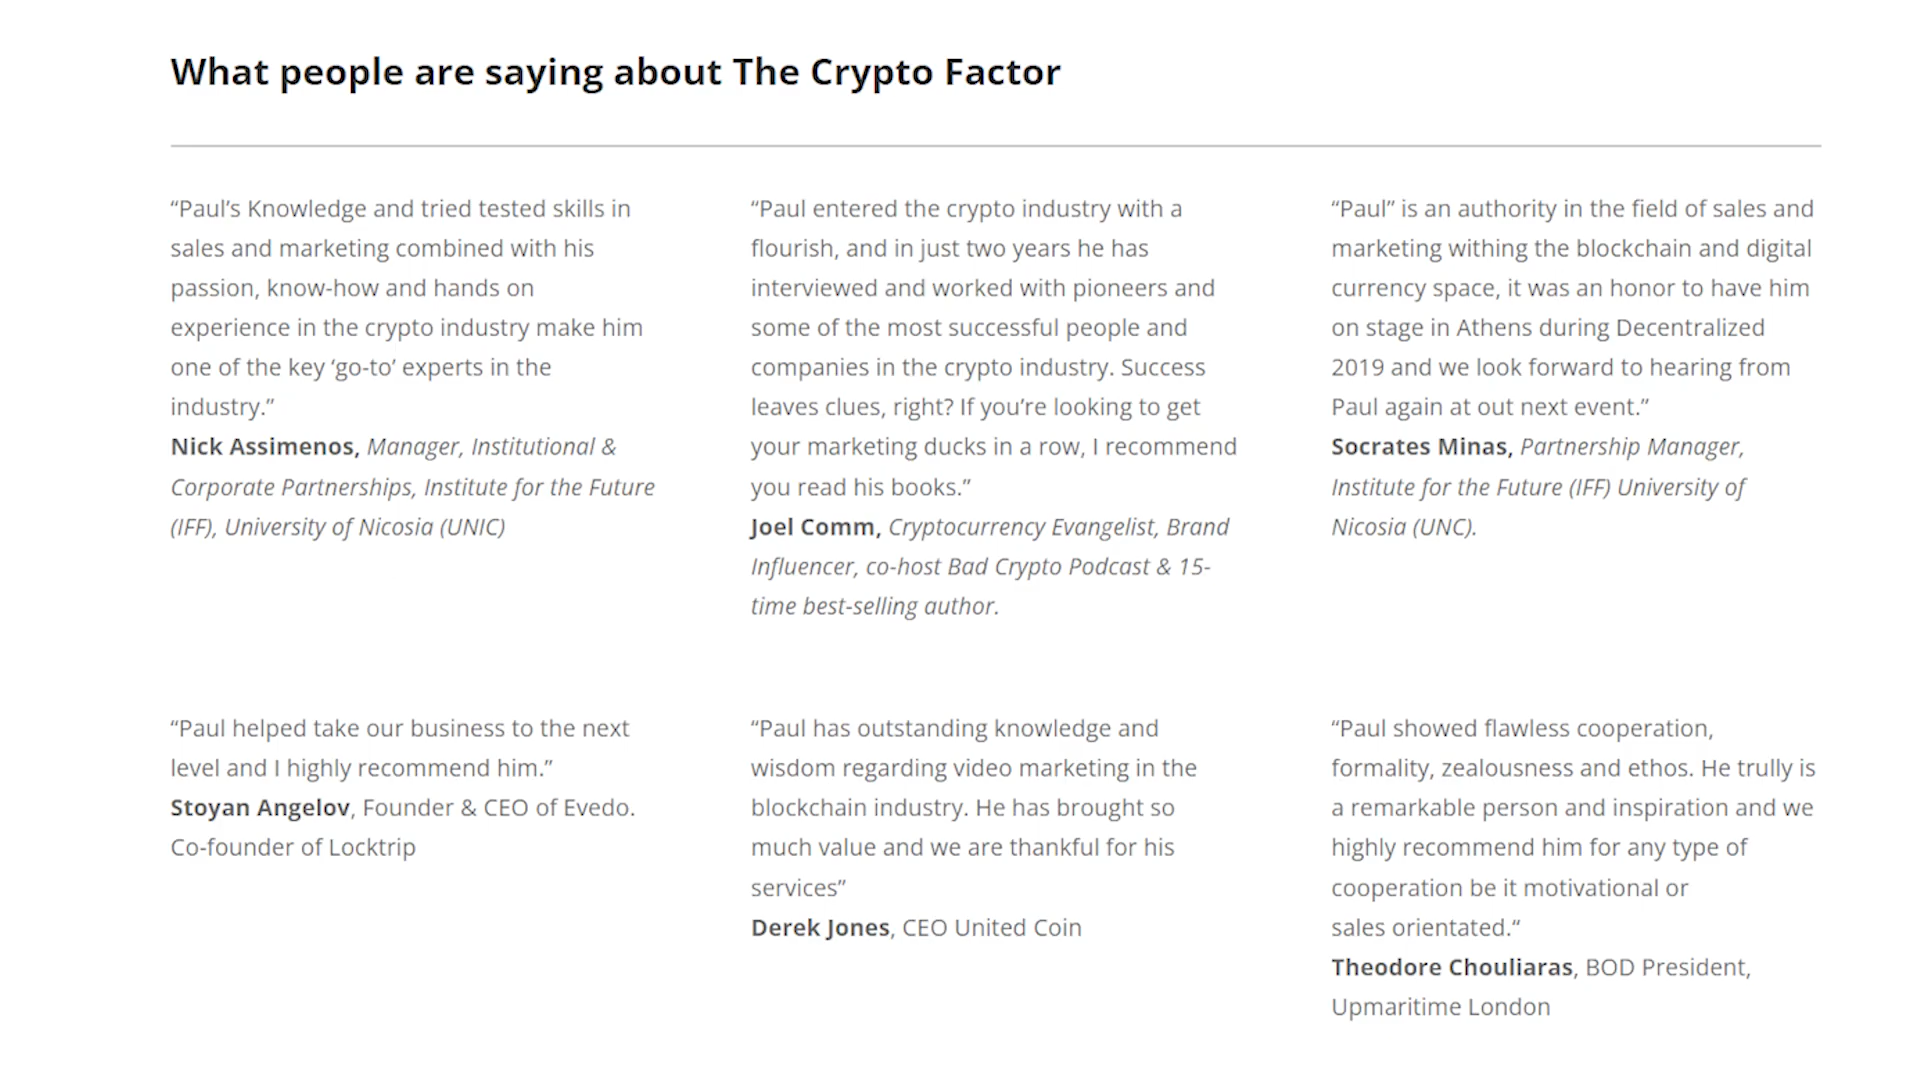 What people are saying about The Crypto Factor
“Paul’s Knowledge and tried tested skills in
sales and marketing combined with his
passion, know-how and hands on
experience in the crypto industry make him
one of the key ‘go-to’ experts in the
industry.”
Nick Assimenos, Manager, Institutional &
Corporate Partnerships, Institute for the Future
(IFF), University of Nicosia (UNIC)
“Paul entered the crypto industry with a
flourish, and in just two years he has
interviewed and worked with pioneers and
some of the most successful people and
companies in the crypto industry. Success
leaves clues, right? If you’re looking to get
your marketing ducks in a row, I recommend
you read his books.”
Joel Comm, Cryptocurrency Evangelist, Brand
Influencer, co-host Bad Crypto Podcast & 15-
time best-selling author.
“Paul” is an authority in the field of sales and
marketing withing the blockchain and digital
currency space, it was an honor to have him
on stage in Athens during Decentralized
2019 and we look forward to hearing from
Paul again at out next event.”
Socrates Minas, Partnership Manager,
Institute for the Future (IFF) University of
Nicosia (UNC).
“Paul helped take our business to the next
level and I highly recommend him.”
Stoyan Angelov, Founder & CEO of Evedo.
Co-founder of Locktrip
“Paul has outstanding knowledge and
wisdom regarding video marketing in the
blockchain industry. He has brought so
much value and we are thankful for his
services”
Derek Jones, CEO United Coin
“Paul showed flawless cooperation,
formality, zealousness and ethos. He trully is
a remarkable person and inspiration and we
highly recommend him for any type of
cooperation be it motivational or
sales orientated.“
Theodore Chouliaras, BOD President,
Upmaritime London